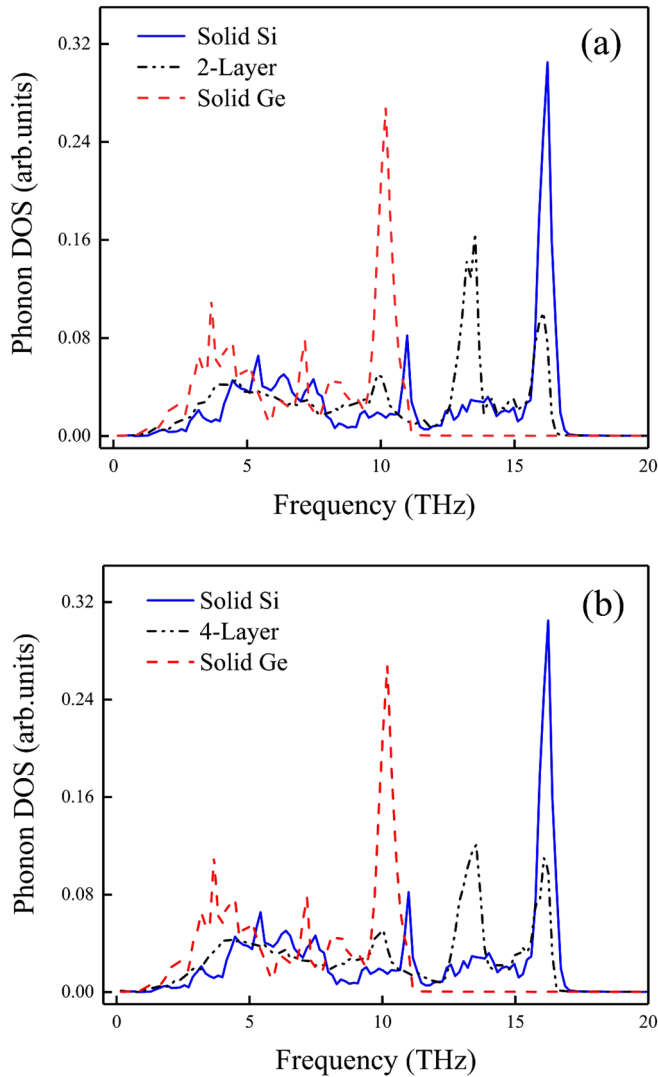 (a)
Solid Si
2-Layer
Solid Ge
Phonon DOS (arb.units)
0.32
0.24
0.16
0.08
0.00
0 5 10 15 20
Frequency (THz)
(b)
Solid Si
4-Layer
Solid Ge
Phonon DOS (arb.units)
0.32
0.24
0.16
0.08
0.00
0 5 10 15 20
Frequency (THz)